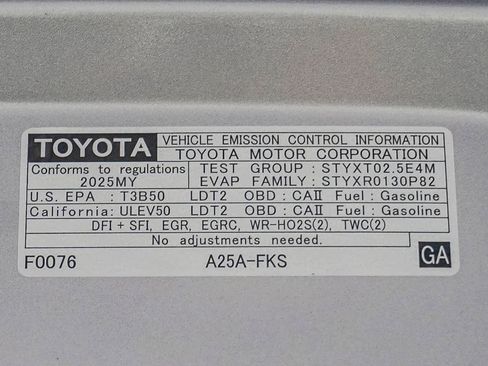 TOYOTA VEHICLE EMISSION CONTROL INFORMATION
TOYOTA MOTOR CORPORATION
Conforms to regulations TEST GROUP : STYXT02.5E4M
2025MY EVAP FAMILY : STYXR0130P82
U.S. EPA : T3B50 LDT2 OBD : CAII Fuel : Gasoline
California: ULEV50 LDT2 OBD : CAII Fuel : Gasoline
DFI + SFI, EGR, EGRC, WR-HO2S(2), TWC(2)
No adjustments needed.
F0076 A25A-FKS GA